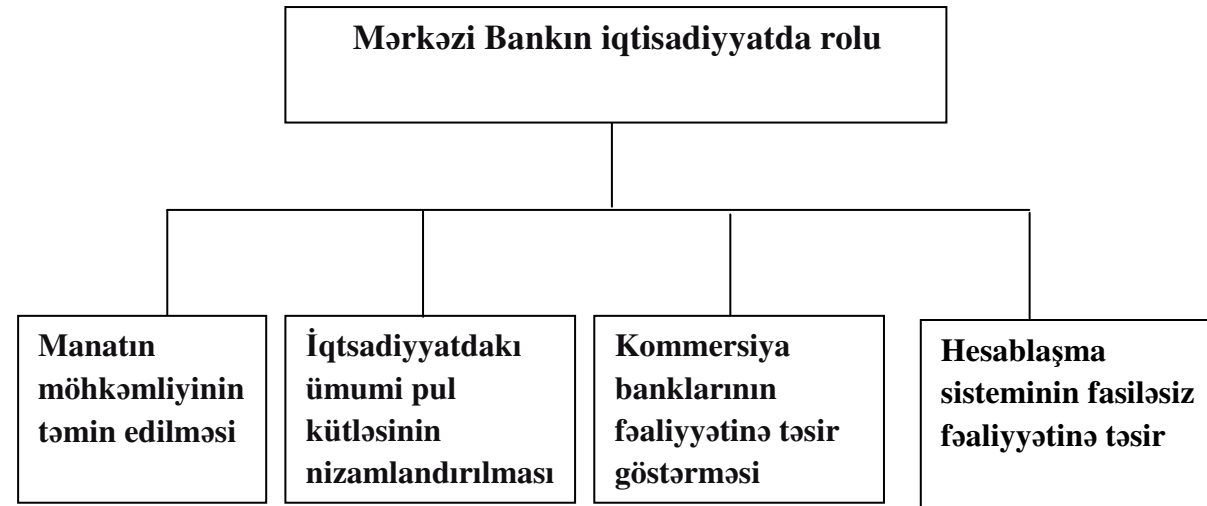 Mərkəzi Bankın iqtisadiyyatda rolu
Manatın
möhkəmliyinin
təmin edilməsi
İqtsadiyyatdakı
ümumi pul
kütləsinin
nizamlandırılması
Kommersiya
banklarının
fəaliyyətinə təsir
göstərməsi
Hesablaşma
sisteminin fasiləsiz
fəaliyyətinə təsir